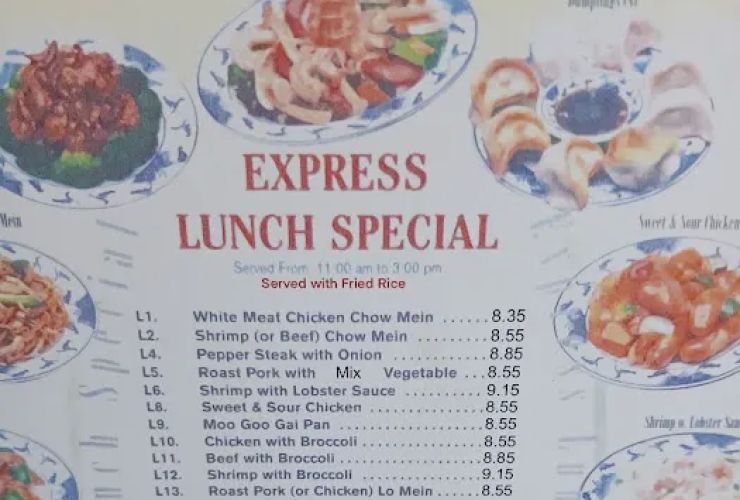 Dumplings (8)
EXPRESS
LUNCH SPECIAL
Served From 11:00 am to 3:00 pm
Served with Fried Rice
Mein
Sweet & Sour Chicken
L1. White Meat Chicken Chow Mein ...... 8.35
L2. Shrimp (or Beef) Chow Mein ......... 8.55
L4. Pepper Steak with Onion ............ 8.85
L5. Roast Pork with Mix Vegetable ... 8.55
L6. Shrimp with Lobster Sauce .......... 9.15
L8. Sweet & Sour Chicken ............... 8.55
L9. Moo Goo Gai Pan .................... 8.55
L10. Chicken with Broccoli ................ 8.55
L11. Beef with Broccoli ................... 8.85
L12. Shrimp with Broccoli ................ 9.15
L13. Roast Pork (or Chicken) Lo Mein ...... 8.55
Shrimp w. Lobster Sau